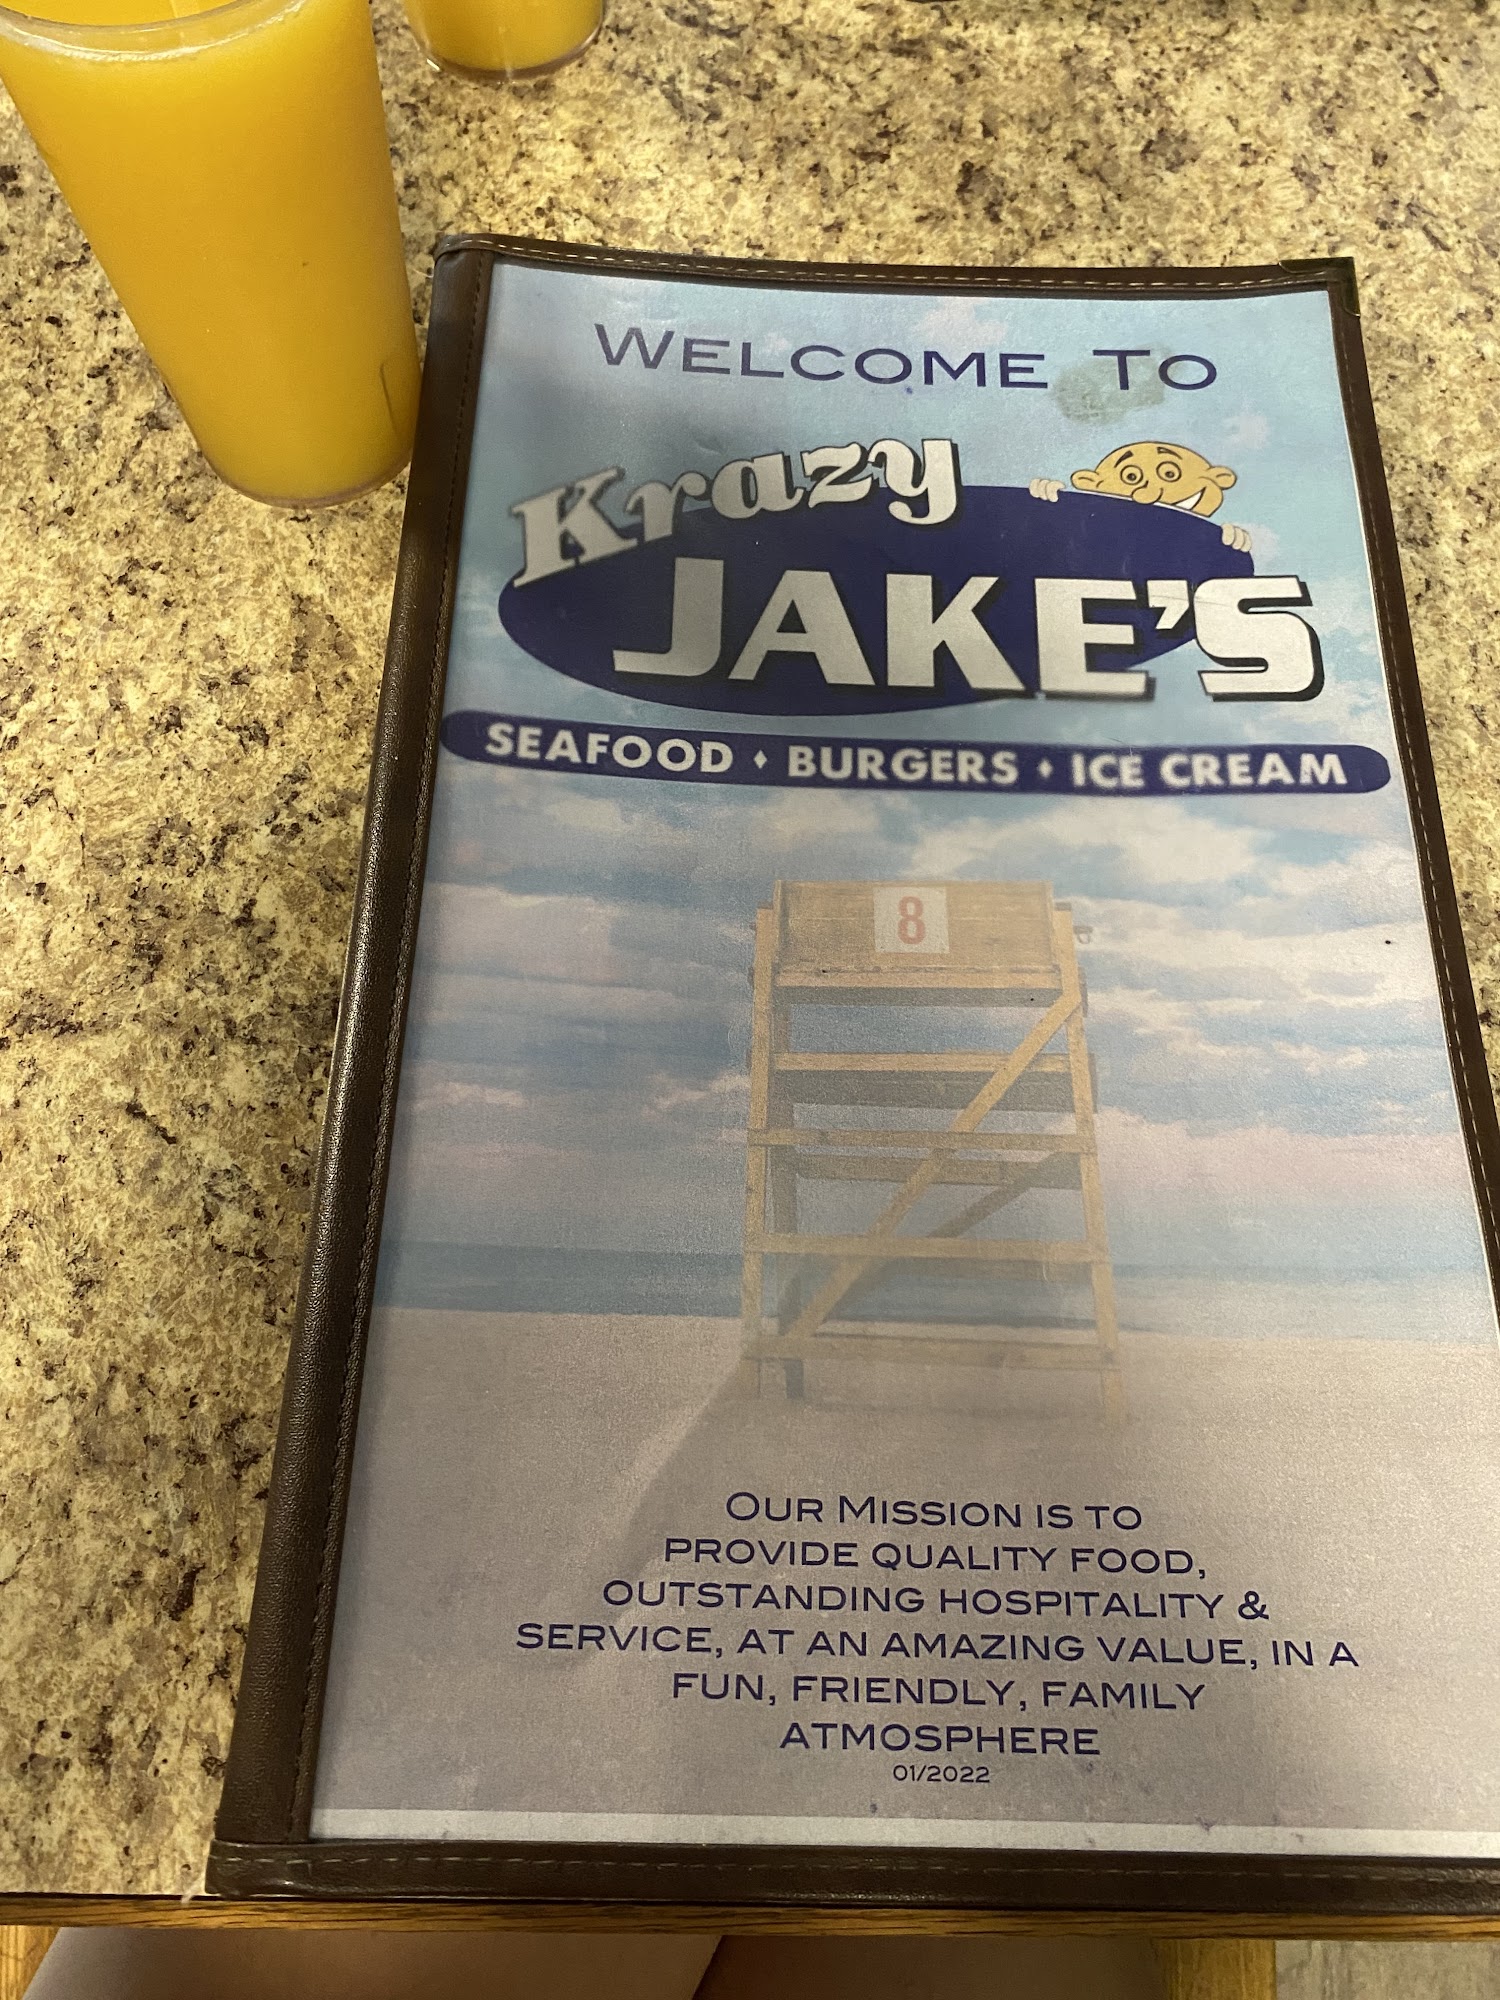 WELCOME TO
Krazy
JAKE'S
SEAFOOD ♦ BURGERS ♦ ICE CREAM
8
OUR MISSION IS TO
PROVIDE QUALITY FOOD,
OUTSTANDING HOSPITALITY &
SERVICE, AT AN AMAZING VALUE, IN A
FUN, FRIENDLY, FAMILY
ATMOSPHERE
01/2022